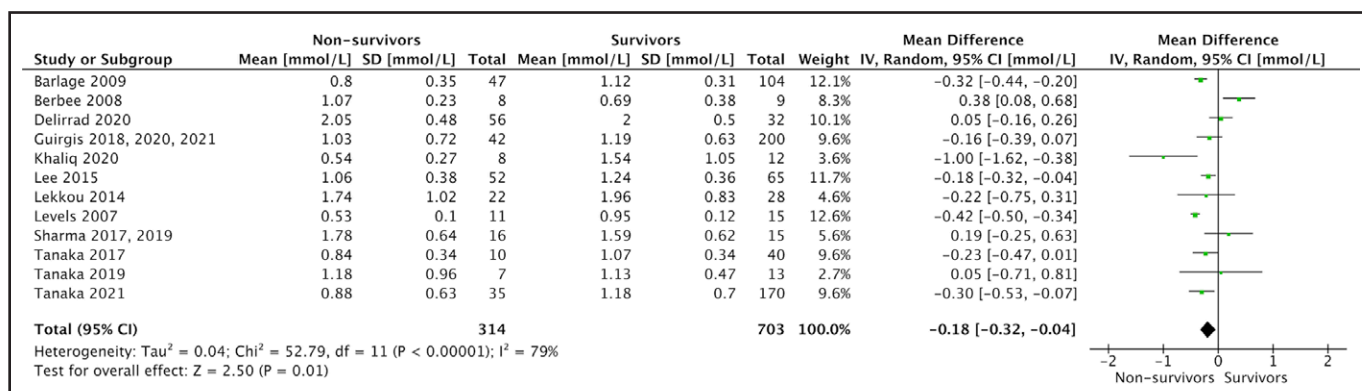 Non-survivors Survivors Mean Difference Mean Difference
Study or Subgroup Mean [mmol/L] SD [mmol/L] Total Mean [mmol/L] SD [mmol/L] Total Weight IV, Random, 95% CI [mmol/L] IV, Random, 95% CI [mmol/L]
Barlage 2009 0.8 0.35 47 1.12 0.31 104 12.1% -0.32 [-0.44, -0.20]
Berbee 2008 1.07 0.23 8 0.69 0.38 9 8.3% 0.38 [0.08, 0.68]
Delirrad 2020 2.05 0.48 56 2 0.5 32 10.1% 0.05 [-0.16, 0.26]
Guirgis 2018, 2020, 2021 1.03 0.72 42 1.19 0.63 200 9.6% -0.16 [-0.39, 0.07]
Khaliq 2020 0.54 0.27 8 1.54 1.05 12 3.6% -1.00 [-1.62, -0.38]
Lee 2015 1.06 0.38 52 1.24 0.36 65 11.7% -0.18 [-0.32, -0.04]
Lekkou 2014 1.74 1.02 22 1.96 0.83 28 4.4% -0.22 [-0.75, 0.31]
Levels 2007 0.53 0.1 11 0.95 0.12 15 12.6% -0.42 [-0.50, -0.34]
Sharma 2017, 2019 1.78 0.64 16 1.59 0.62 15 5.6% 0.19 [-0.25, 0.63]
Tanaka 2017 0.84 0.34 10 1.07 0.34 40 9.6% -0.23 [-0.47, 0.01]
Tanaka 2019 1.18 0.96 7 1.13 0.47 13 2.7% 0.05 [-0.71, 0.81]
Tanaka 2021 0.88 0.63 35 1.18 0.7 170 9.6% -0.30 [-0.53, -0.07]
Total (95% CI) 314 703 100.0% -0.18 [-0.32, -0.04]
Heterogeneity: Tau² = 0.04; Chi² = 52.79, df = 11 (P < 0.00001); I² = 79%
Test for overall effect: Z = 2.50 (P = 0.01)
-2 -1 0 1 2
Non-survivors Survivors